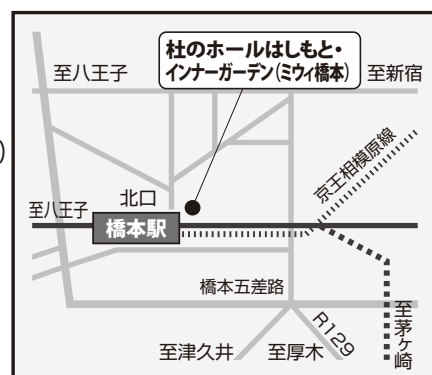 杜のホールはしもと・
インナーガーデン(ミウィ橋本)
至八王子
至新宿
)
京王相模原線
北口
至八王子
橋本駅
橋本五差路
R129
至茅ヶ崎
至津久井
至厚木